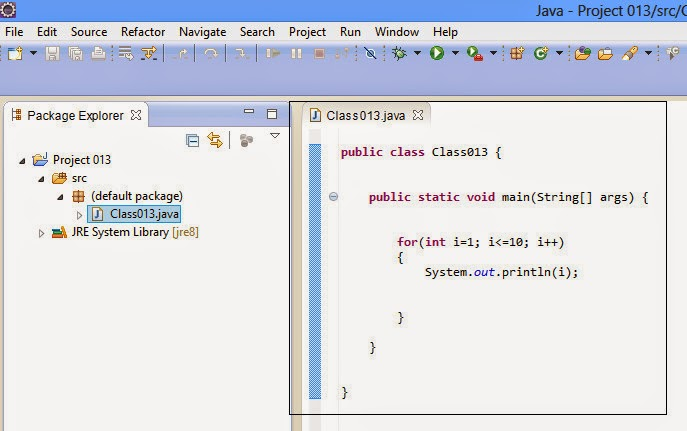 Java - Project 013/src/C
File Edit Source Refactor Navigate Search Project Run Window Help
Package Explorer
Project 013
src
(default package)
Class013.java
JRE System Library [jre8]
Class013.java
public class Class013 {
public static void main(String[] args) {
for(int i=1; i<=10; i++)
{
System.out.println(i);
}
}
}